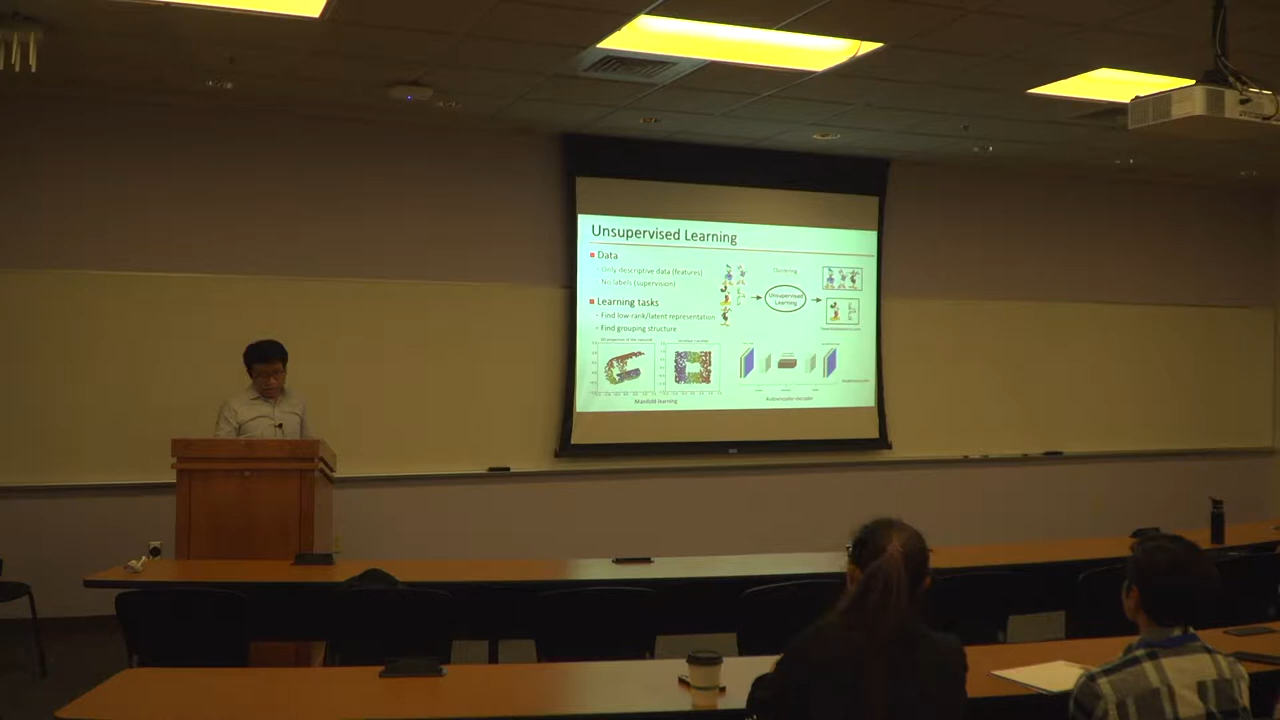 Unsupervised Learning
Data
- Only descriptive data (features)
- No labels (supervision)
Learning tasks
- Find low-rank/latent representation
- Find grouping structure
Clustering
Unsupervised
Learning
Manifold learning
Autoencoder-decoder